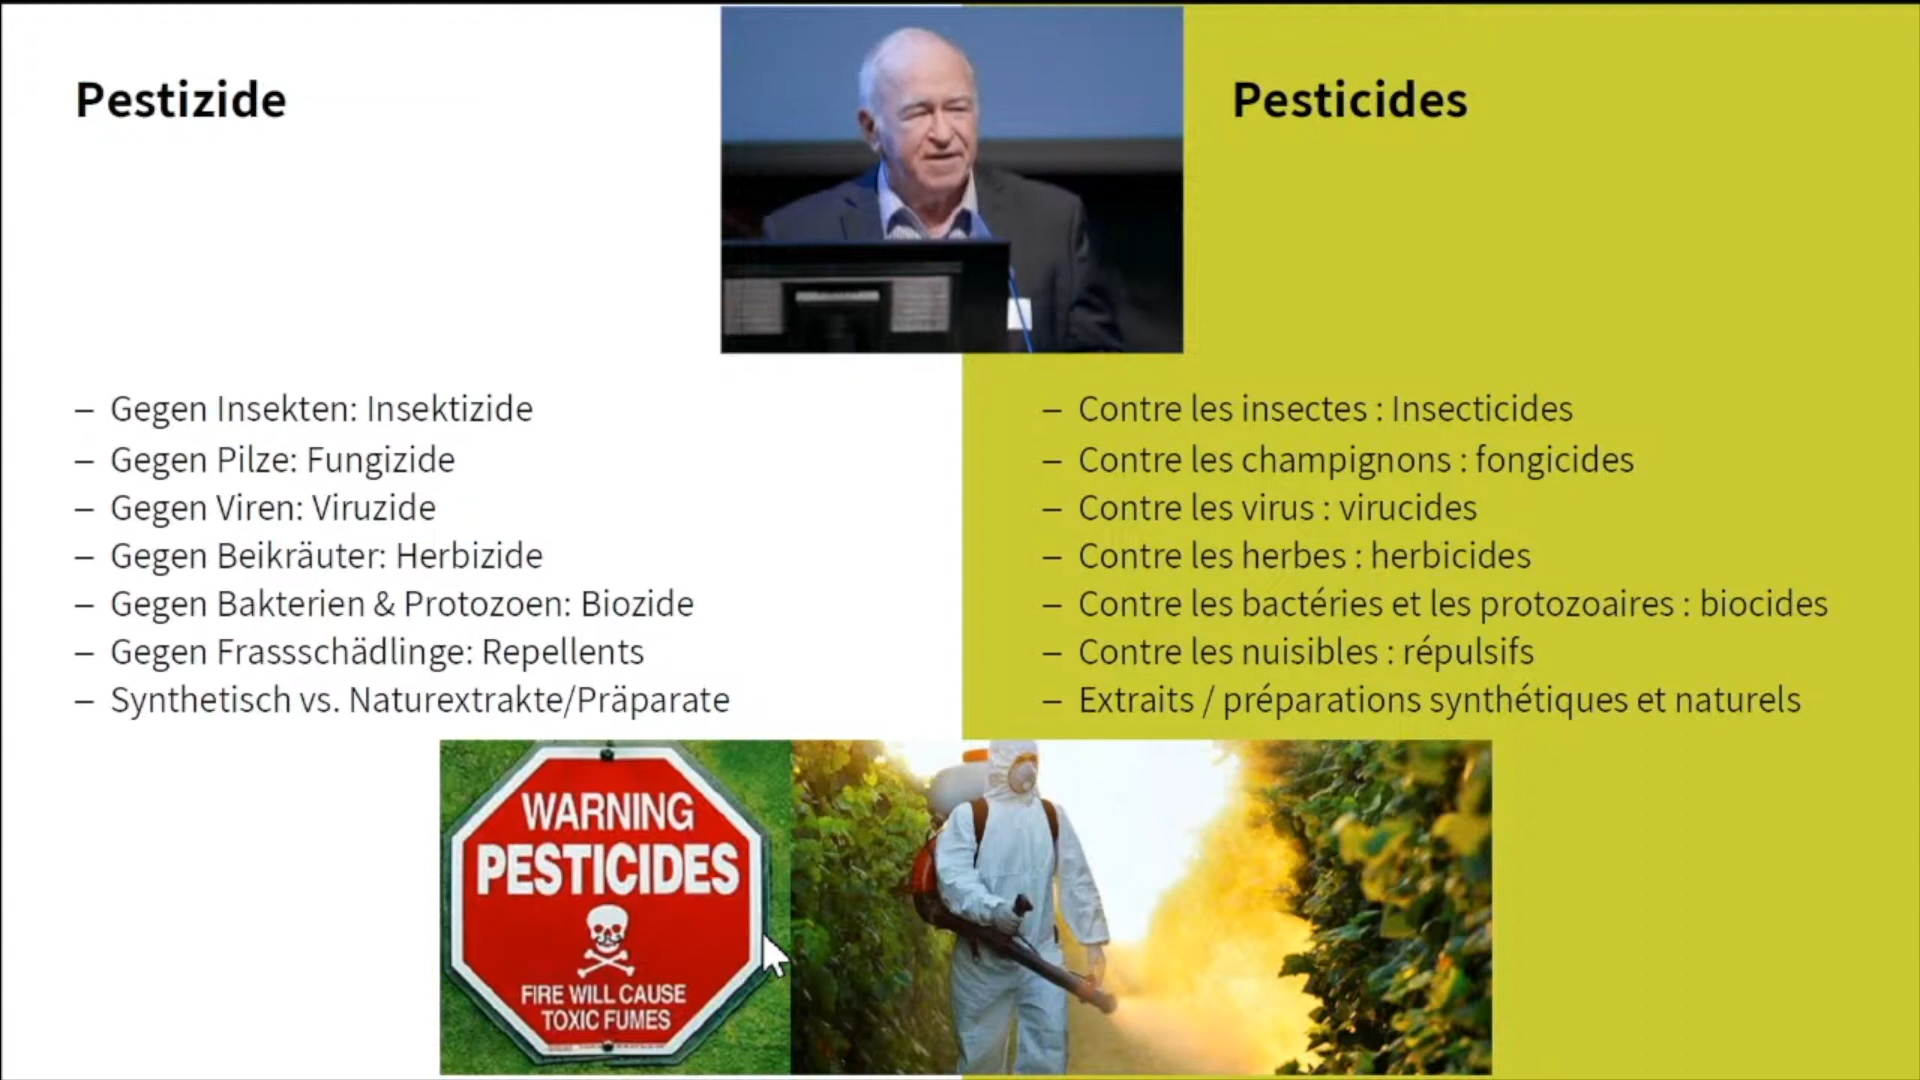 Pestizide
– Gegen Insekten: Insektizide
– Gegen Pilze: Fungizide
– Gegen Viren: Viruzide
– Gegen Beikräuter: Herbizide
– Gegen Bakterien & Protozoen: Biozide
– Gegen Frassschädlinge: Repellents
– Synthetisch vs. Naturextrakte/Präparate
Pesticides
– Contre les insectes : Insecticides
– Contre les champignons : fongicides
– Contre les virus : virucides
– Contre les herbes : herbicides
– Contre les bactéries et les protozoaires : biocides
– Contre les nuisibles : répulsifs
– Extraits / préparations synthétiques et naturels
WARNING
PESTICIDES
FIRE WILL CAUSE
TOXIC FUMES